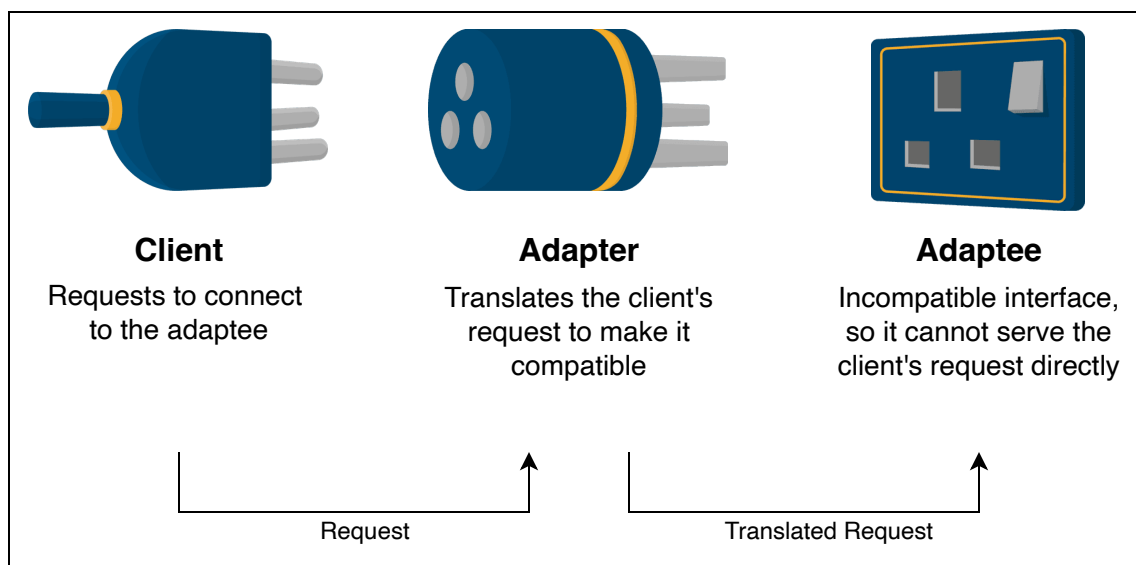 Client
Requests to connect
to the adaptee
Adapter
Translates the client's
request to make it
compatible
Adaptee
Incompatible interface,
so it cannot serve the
client's request directly
Request
Translated Request